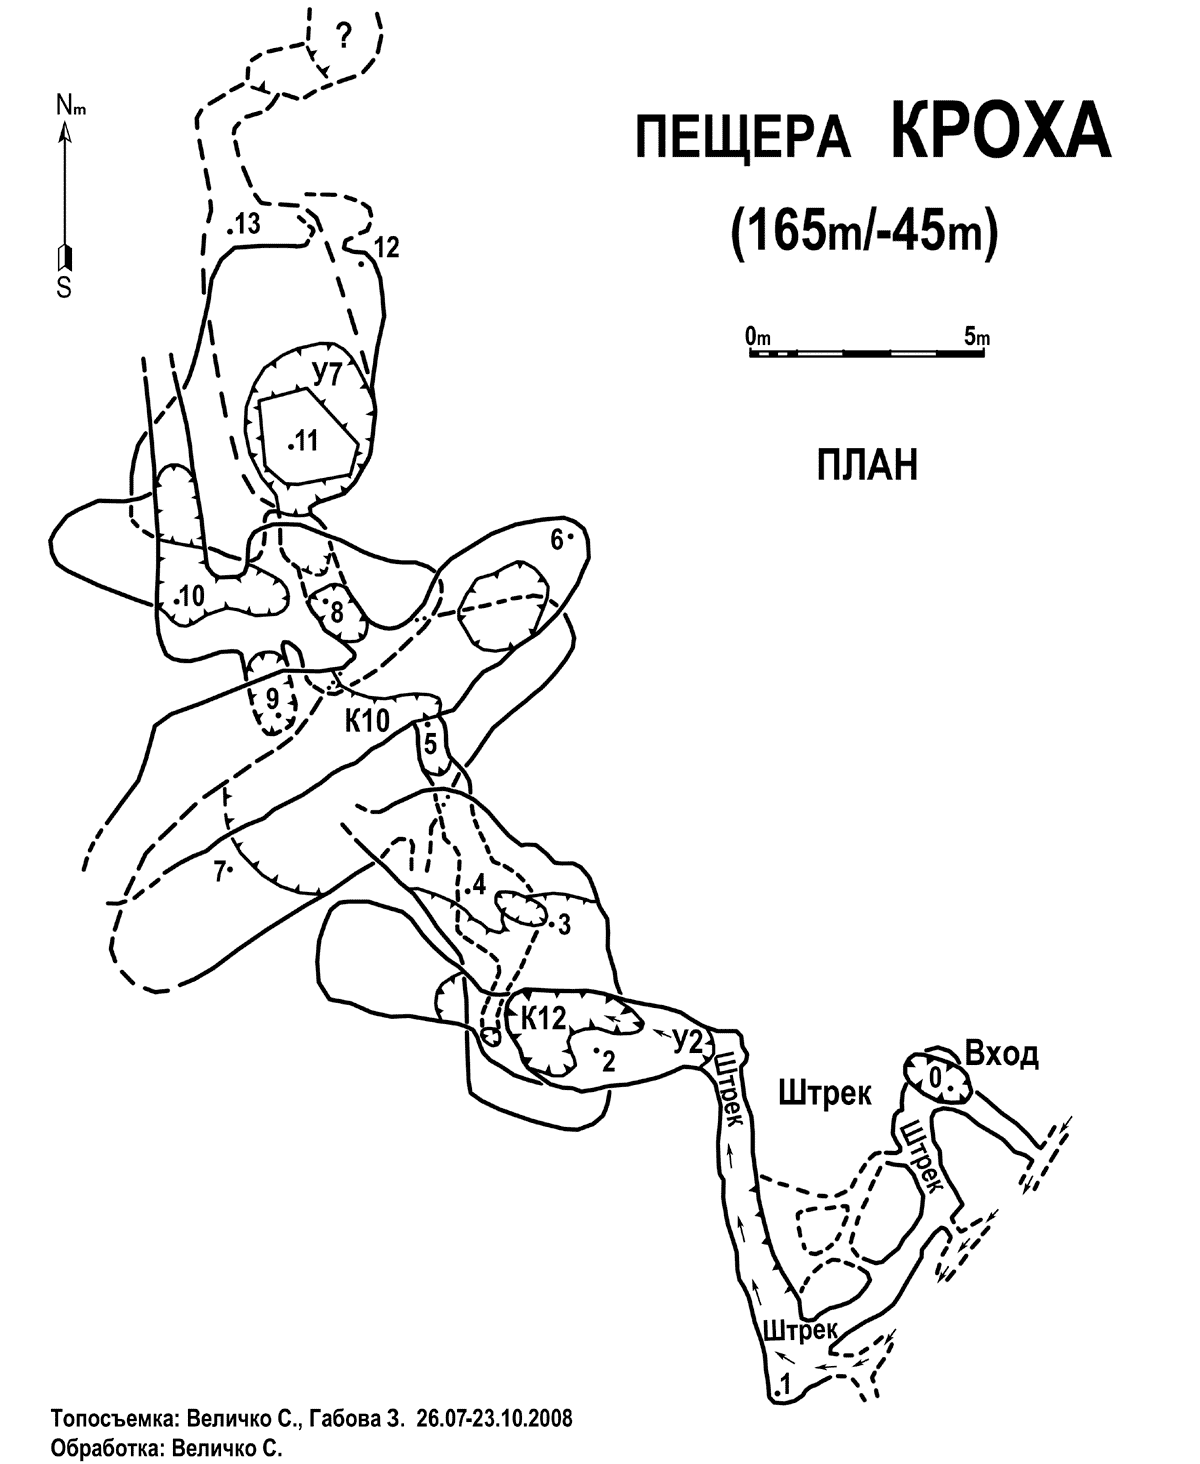 ?
Nm
S
ПЕЩЕРА КРОХА
(165m/-45m)
0m 5m
ПЛАН
13
12
У7
11
6
10
8
9
К10
5
7
4
3
К12
2
У2
Штрек
Штрек
0
Вход
Штрек
Штрек
1
Топосъемка: Величко С., Габова З. 26.07-23.10.2008
Обработка: Величко С.